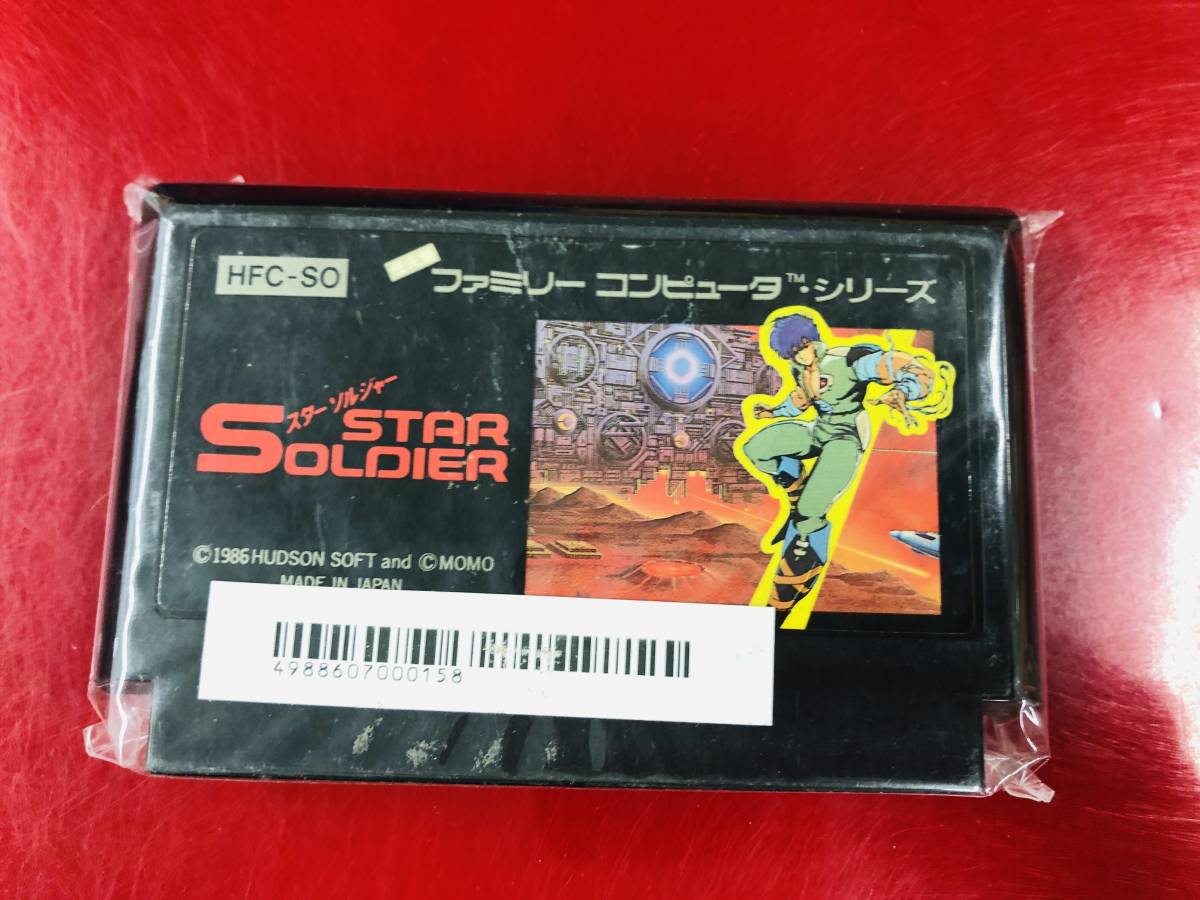 HFC-SO
ファミリー コンピュータ™・シリーズ
スター ソルジャー
STAR
SOLDIER
©1986 HUDSON SOFT and ©MOMO
MADE IN JAPAN
4988607000158